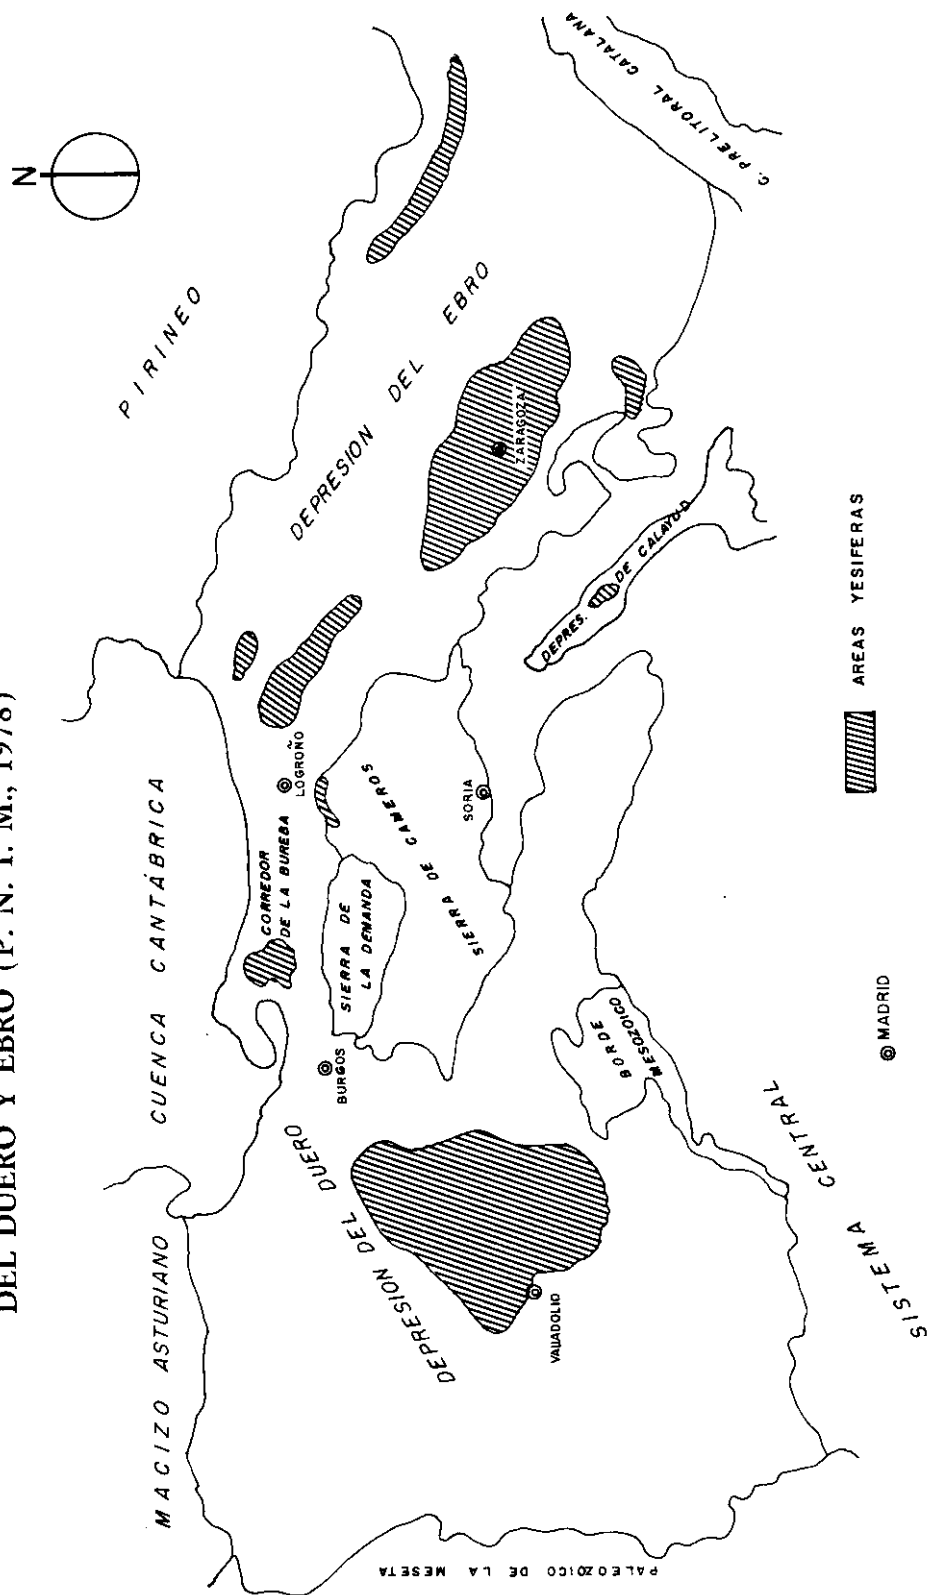 DEL DUERO Y EBRO (P. N. I. M., 1978)
N
MACIZO ASTURIANO
CUENCA CANTÁBRICA
PIRINEO
CORREDOR
DE LA BUREBA
LOGROÑO
BURGOS
SIERRA DE
LA DEMANDA
SIERRA DE CAMEROS
SORIA
DEPRESION DEL EBRO
ZARAGOZA
C. PRELITORAL CATALANA
DEPRES. DE CALAYUD
DEPRESION DEL DUERO
VALLADOLID
BORDE
MESOZOICO
PALEOZOICO DE LA MESETA
SISTEMA CENTRAL
MADRID
AREAS YESIFERAS